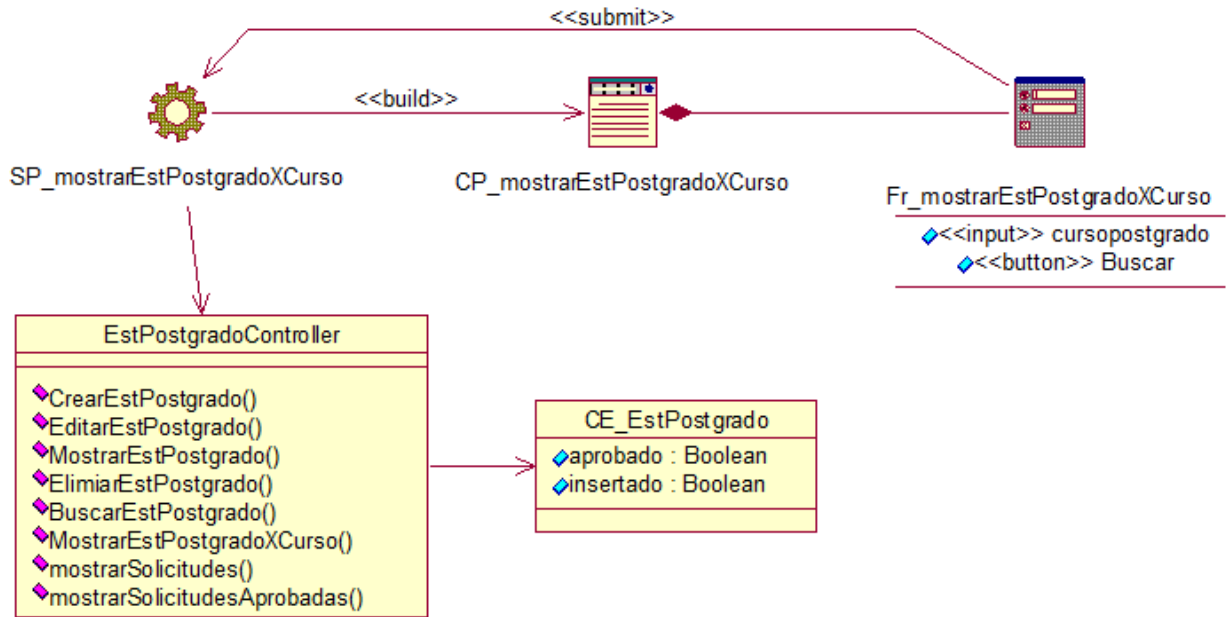 <<submit>>
<<build>>
SP_mostrarEstPostgradoXCurso
CP_mostrarEstPostgradoXCurso
Fr_mostrarEstPostgradoXCurso
<<input>> cursopostgrado
<<button>> Buscar
EstPostgradoController
CrearEstPostgrado()
EditarEstPostgrado()
MostrarEstPostgrado()
ElimiarEstPostgrado()
BuscarEstPostgrado()
MostrarEstPostgradoXCurso()
mostrarSolicitudes()
mostrarSolicitudesAprobadas()
CE_EstPostgrado
aprobado : Boolean
insertado : Boolean